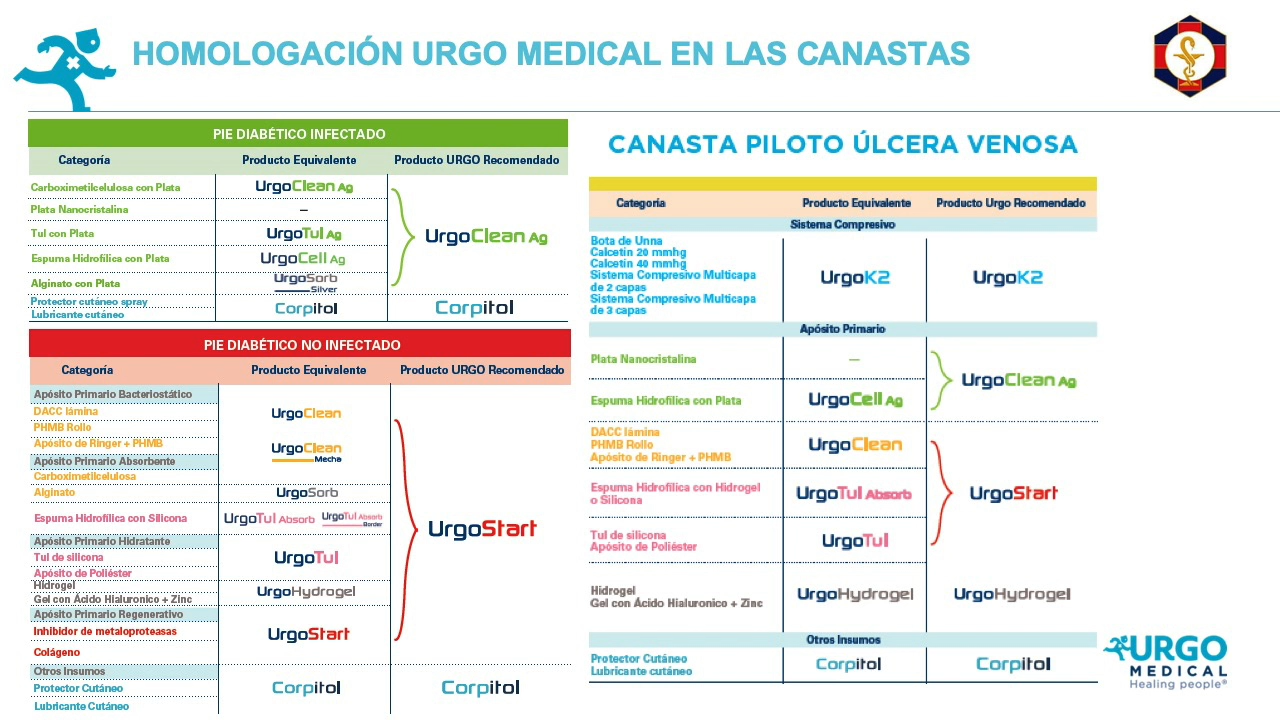 HOMOLOGACIÓN URGO MEDICAL EN LAS CANASTAS
PIE DIABÉTICO INFECTADO
Categoría Producto Equivalente Producto URGO Recomendado
Carboximetilcelulosa con Plata UrgoClean Ag
Plata Nanocristalina –
Tul con Plata UrgoTul Ag UrgoClean Ag
Espuma Hidrofílica con Plata UrgoCell Ag
Alginato con Plata UrgoSorb Silver
Protector cutáneo spray
Lubricante cutáneo
Corpitol Corpitol
PIE DIABÉTICO NO INFECTADO
Categoría Producto Equivalente Producto URGO Recomendado
Apósito Primario Bacteriostático
DACC lámina UrgoClean
PHMB Rollo
Apósito de Ringer + PHMB UrgoClean Mecha
Apósito Primario Absorbente
Carboximetilcelulosa
Alginato UrgoSorb
Espuma Hidrofílica con Silicona UrgoTul Absorb UrgoTul Absorb Border
UrgoStart
Apósito Primario Hidratante
Tul de silicona UrgoTul
Apósito de Poliéster
Hidrogel
Gel con Ácido Hialuronico + Zinc UrgoHydrogel
Apósito Primario Regenerativo
Inhibidor de metaloproteasas UrgoStart
Colágeno
Otros Insumos
Protector Cutáneo Corpitol Corpitol
Lubricante Cutáneo
CANASTA PILOTO ÚLCERA VENOSA
Categoría Producto Equivalente Producto Urgo Recomendado
Sistema Compresivo
Bota de Unna
Calcetín 20 mmhg
Calcetín 40 mmhg
Sistema Compresivo Multicapa
de 2 capas
Sistema Compresivo Multicapa
de 3 capas
UrgoK2 UrgoK2
Apósito Primario
Plata Nanocristalina —
UrgoClean Ag
Espuma Hidrofílica con Plata UrgoCell Ag
DACC lámina
PHMB Rollo
Apósito de Ringer + PHMB
UrgoClean
Espuma Hidrofílica con Hidrogel
o Silicona
UrgoTul Absorb UrgoStart
Tul de silicona
Apósito de Poliéster
UrgoTul
Hidrogel
Gel con Ácido Hialuronico + Zinc
UrgoHydrogel UrgoHydrogel
Otros Insumos
Protector Cutáneo
Lubricante cutáneo
Corpitol Corpitol
URGO
MEDICAL
Healing people®